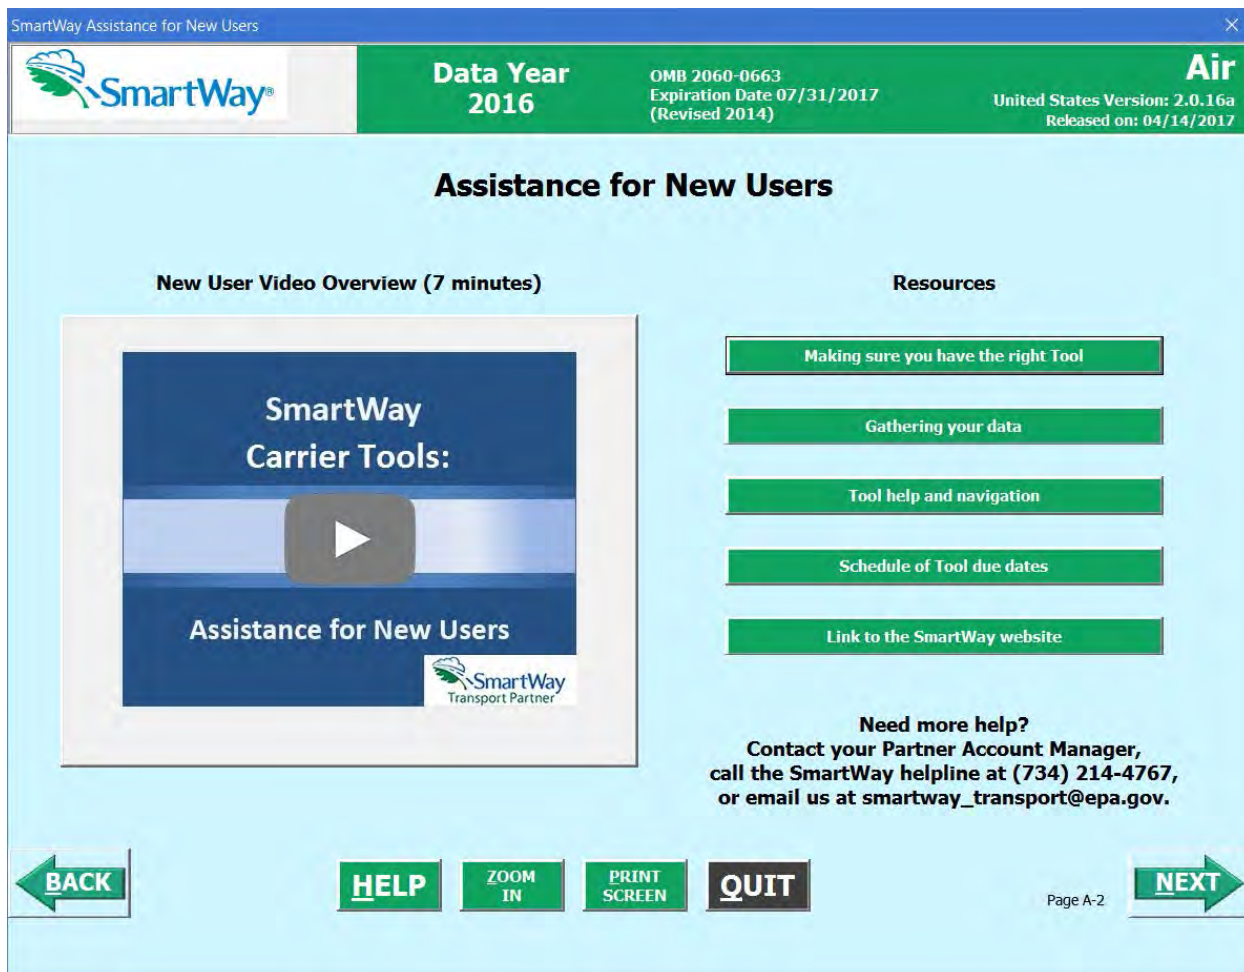 SmartWay Assistance for New Users
SmartWay®
Data Year
2016
OMB 2060-0663
Expiration Date 07/31/2017
(Revised 2014)
Air
United States Version: 2.0.16a
Released on: 04/14/2017
Assistance for New Users
New User Video Overview (7 minutes)
SmartWay
Carrier Tools:
Assistance for New Users
SmartWay
Transport Partner
Resources
Making sure you have the right Tool
Gathering your data
Tool help and navigation
Schedule of Tool due dates
Link to the SmartWay website
Need more help?
Contact your Partner Account Manager,
call the SmartWay helpline at (734) 214-4767,
or email us at smartway_transport@epa.gov.
BACK
HELP
ZOOM
IN
PRINT
SCREEN
QUIT
Page A-2
NEXT